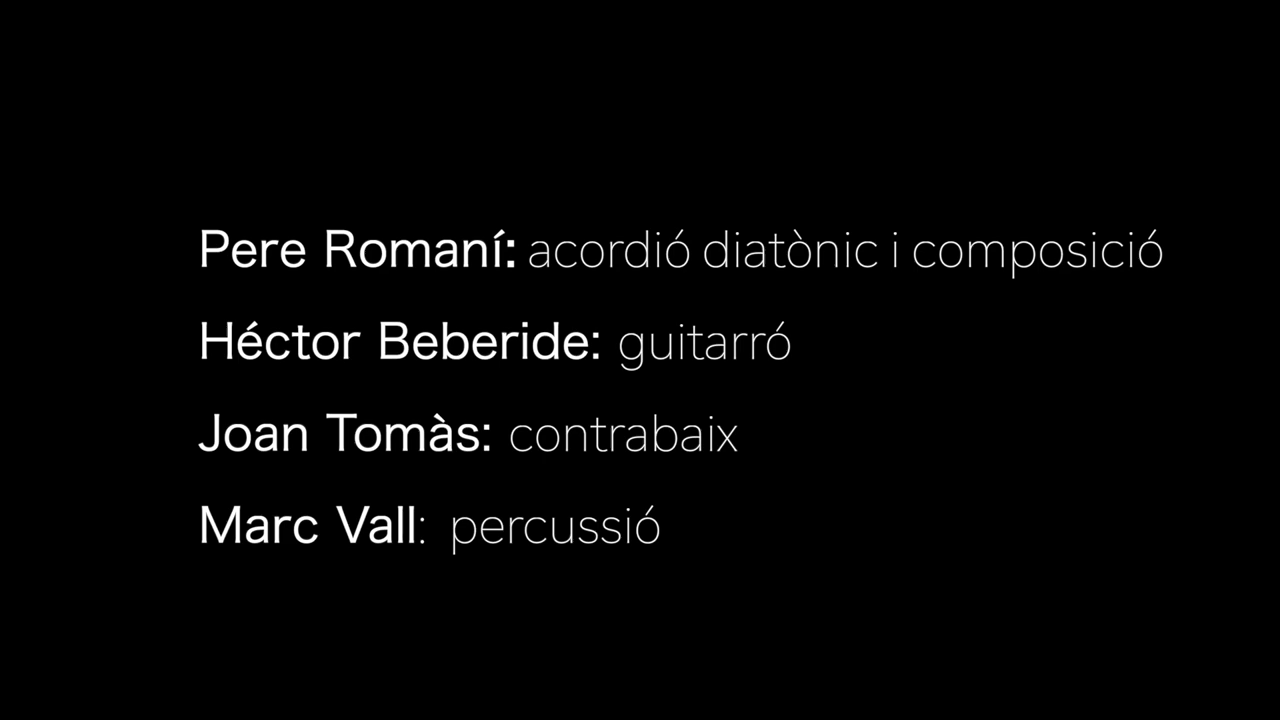 Pere Romaní: acordió diatònic i composició
Héctor Beberide: guitarró
Joan Tomàs: contrabaix
Marc Vall: percussió